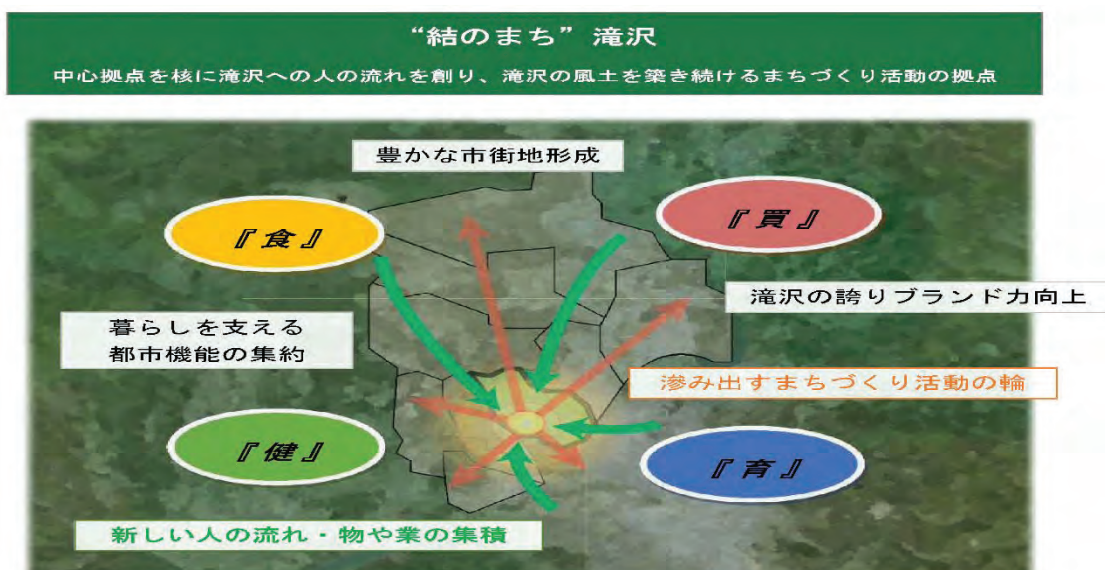 “結のまち”滝沢
中心拠点を核に滝沢への人の流れを創り、滝沢の風土を築き続けるまちづくり活動の拠点
豊かな市街地形成
『食』
『買』
滝沢の誇りブランド力向上
暮らしを支える
都市機能の集約
滲み出すまちづくり活動の輪
『健』
『育』
新しい人の流れ・物や業の集積